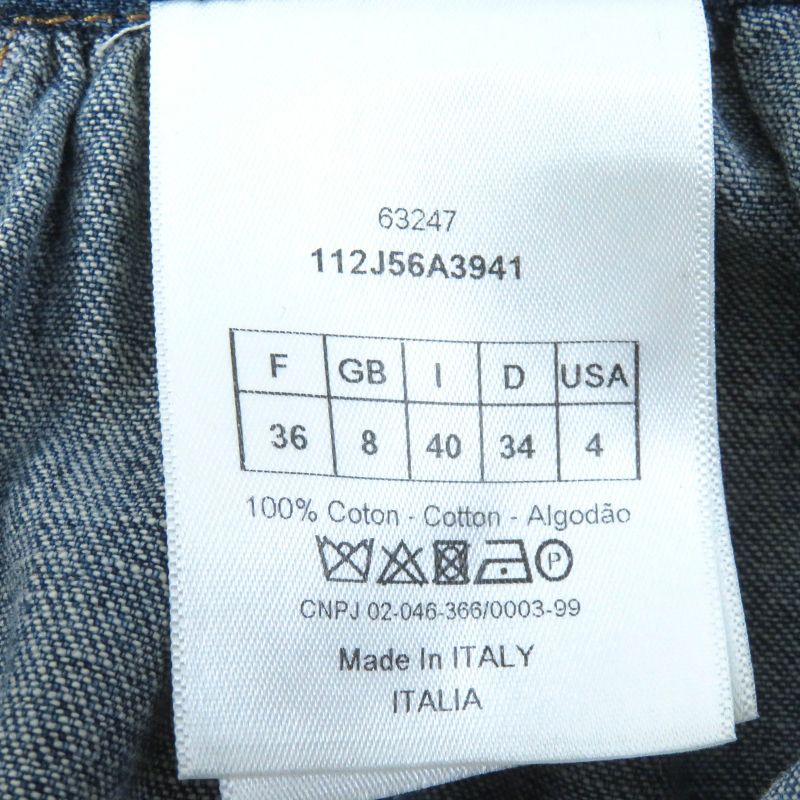 63247
112J56A3941
F GB I D USA
36 8 40 34 4
100% Coton - Cotton - Algodão
P
CNPJ 02-046-366/0003-99
Made In ITALY
ITALIA